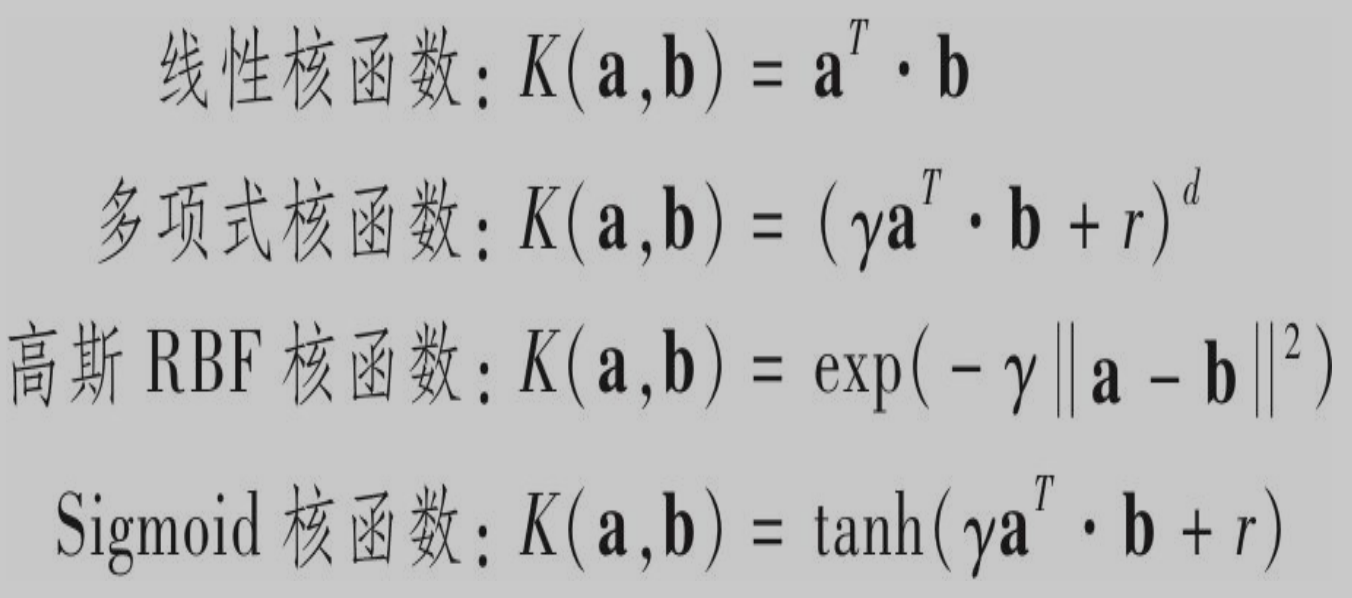 线性核函数: K(a,b) = a^T · b
多项式核函数: K(a,b) = (γa^T · b + r)^d
高斯 RBF 核函数: K(a,b) = exp(-γ‖a - b‖^2)
Sigmoid 核函数: K(a,b) = tanh(γa^T · b + r)